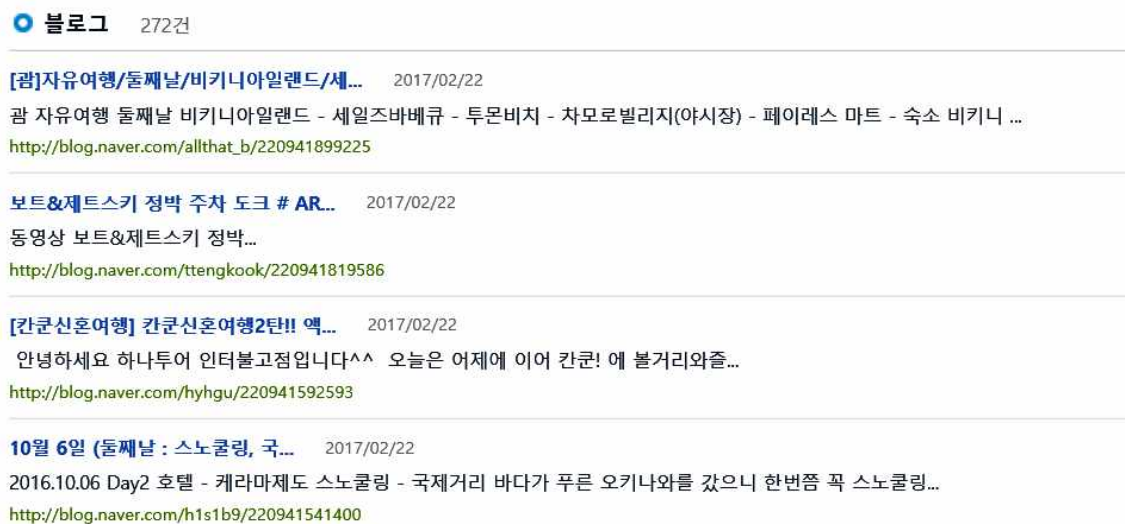 블로그 272건
[괌]자유여행/둘째날/비키니아일랜드/세... 2017/02/22
괌 자유여행 둘째날 비키니아일랜드 - 세일즈바베큐 - 투몬비치 - 차모로빌리지(야시장) - 페이레스 마트 - 숙소 비키니 ...
http://blog.naver.com/allthat_b/220941899225
보트&제트스키 정박 주차 도크 # AR... 2017/02/22
동영상 보트&제트스키 정박...
http://blog.naver.com/ttengkook/220941819586
[칸쿤신혼여행] 칸쿤신혼여행2탄!! 액... 2017/02/22
안녕하세요 하나투어 인터불고점입니다^^ 오늘은 어제에 이어 칸쿤! 에 볼거리와즐...
http://blog.naver.com/hyhgu/220941592593
10월 6일 (둘째날 : 스노쿨링, 국... 2017/02/22
2016.10.06 Day2 호텔 - 케라마제도 스노쿨링 - 국제거리 바다가 푸른 오키나와를 갔으니 한번쯤 꼭 스노쿨링...
http://blog.naver.com/h1s1b9/220941541400